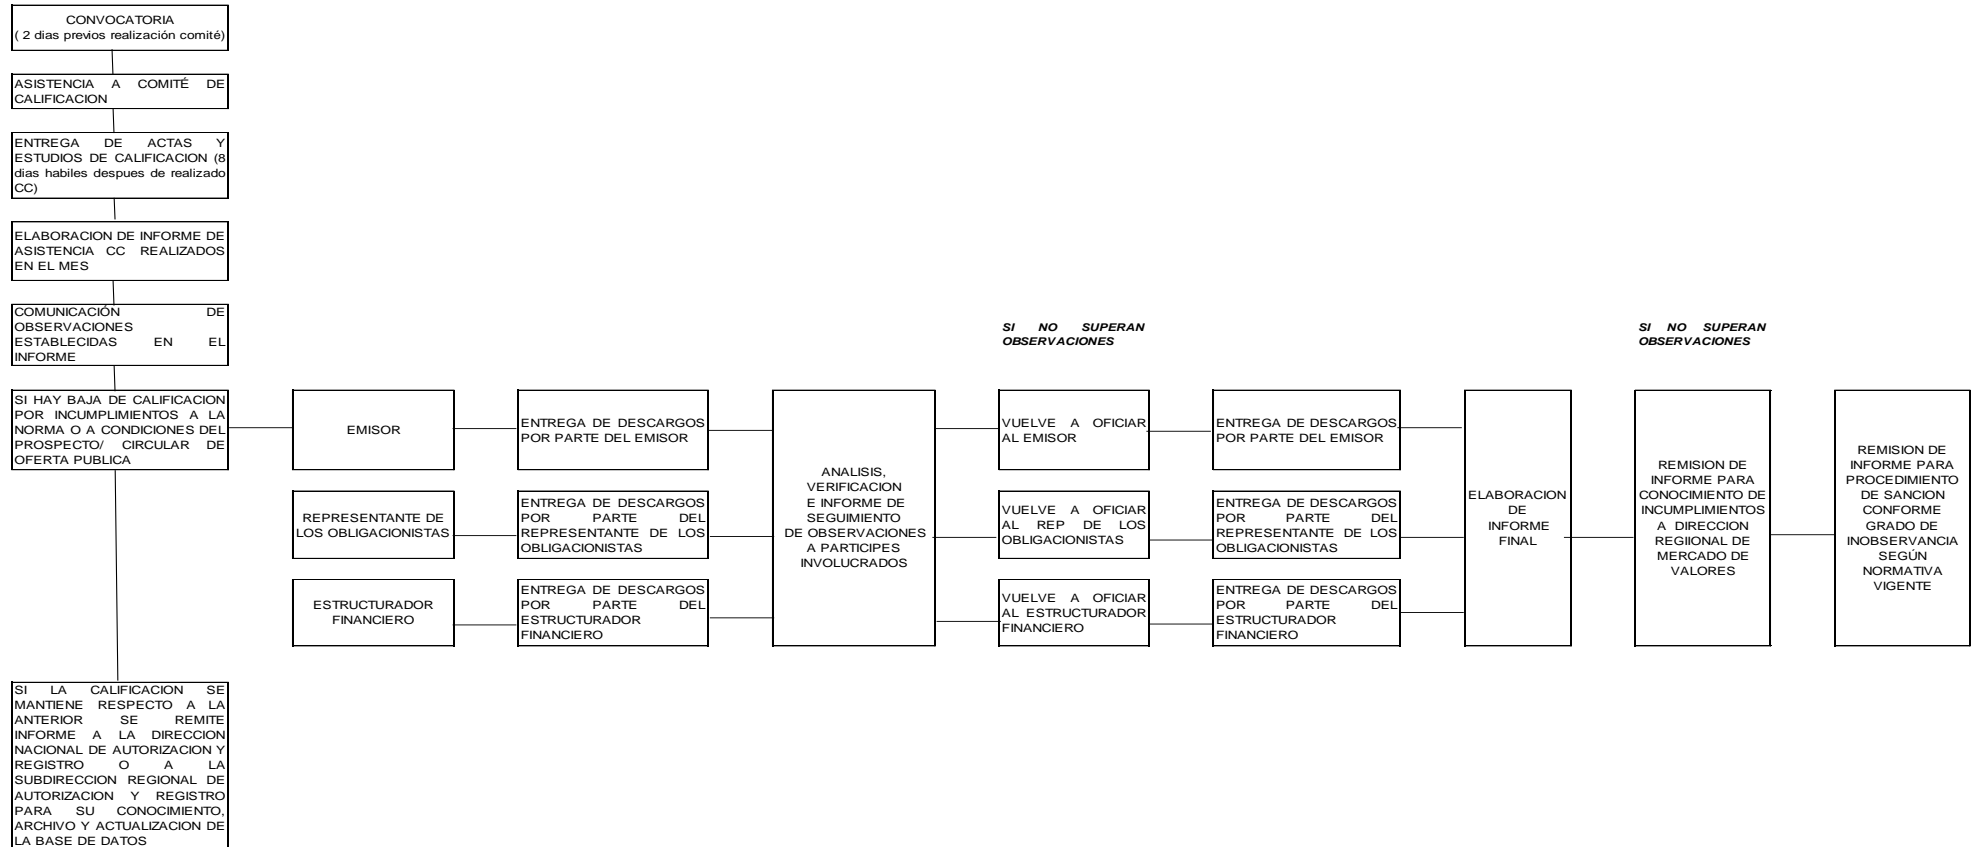 CONVOCATORIA
( 2 dias previos realización comité)
ASISTENCIA A COMITÉ DE
CALIFICACION
ENTREGA DE ACTAS Y
ESTUDIOS DE CALIFICACION (8
dias habiles despues de realizado
CC)
ELABORACION DE INFORME DE
ASISTENCIA CC REALIZADOS
EN EL MES
COMUNICACIÓN DE
OBSERVACIONES
ESTABLECIDAS EN EL
INFORME
SI HAY BAJA DE CALIFICACION
POR INCUMPLIMIENTOS A LA
NORMA O A CONDICIONES DEL
PROSPECTO/ CIRCULAR DE
OFERTA PUBLICA
EMISOR
ENTREGA DE DESCARGOS
POR PARTE DEL EMISOR
REPRESENTANTE DE
LOS OBLIGACIONISTAS
ENTREGA DE DESCARGOS
POR PARTE DEL
REPRESENTANTE DE LOS
OBLIGACIONISTAS
ESTRUCTURADOR
FINANCIERO
ENTREGA DE DESCARGOS
POR PARTE DEL
ESTRUCTURADOR
FINANCIERO
ANALISIS,
VERIFICACION
E INFORME DE
SEGUIMIENTO
DE OBSERVACIONES
A PARTICIPES
INVOLUCRADOS
SI NO SUPERAN
OBSERVACIONES
VUELVE A OFICIAR
AL EMISOR
ENTREGA DE DESCARGOS
POR PARTE DEL EMISOR
VUELVE A OFICIAR
AL REP DE LOS
OBLIGACIONISTAS
ENTREGA DE DESCARGOS
POR PARTE DEL
REPRESENTANTE DE LOS
OBLIGACIONISTAS
VUELVE A OFICIAR
AL ESTRUCTURADOR
FINANCIERO
ENTREGA DE DESCARGOS
POR PARTE DEL
ESTRUCTURADOR
FINANCIERO
ELABORACION
DE
INFORME
FINAL
SI NO SUPERAN
OBSERVACIONES
REMISION DE
INFORME PARA
CONOCIMIENTO DE
INCUMPLIMIENTOS
A DIRECCION
REGIONAL DE
MERCADO DE
VALORES
REMISION DE
INFORME PARA
PROCEDIMIENTO
DE SANCION
CONFORME
GRADO DE
INOBSERVANCIA
SEGÚN
NORMATIVA
VIGENTE
SI LA CALIFICACION SE
MANTIENE RESPECTO A LA
ANTERIOR SE REMITE
INFORME A LA DIRECCION
NACIONAL DE AUTORIZACION Y
REGISTRO O A LA
SUBDIRECCION REGIONAL DE
AUTORIZACION Y REGISTRO
PARA SU CONOCIMIENTO,
ARCHIVO Y ACTUALIZACION DE
LA BASE DE DATOS